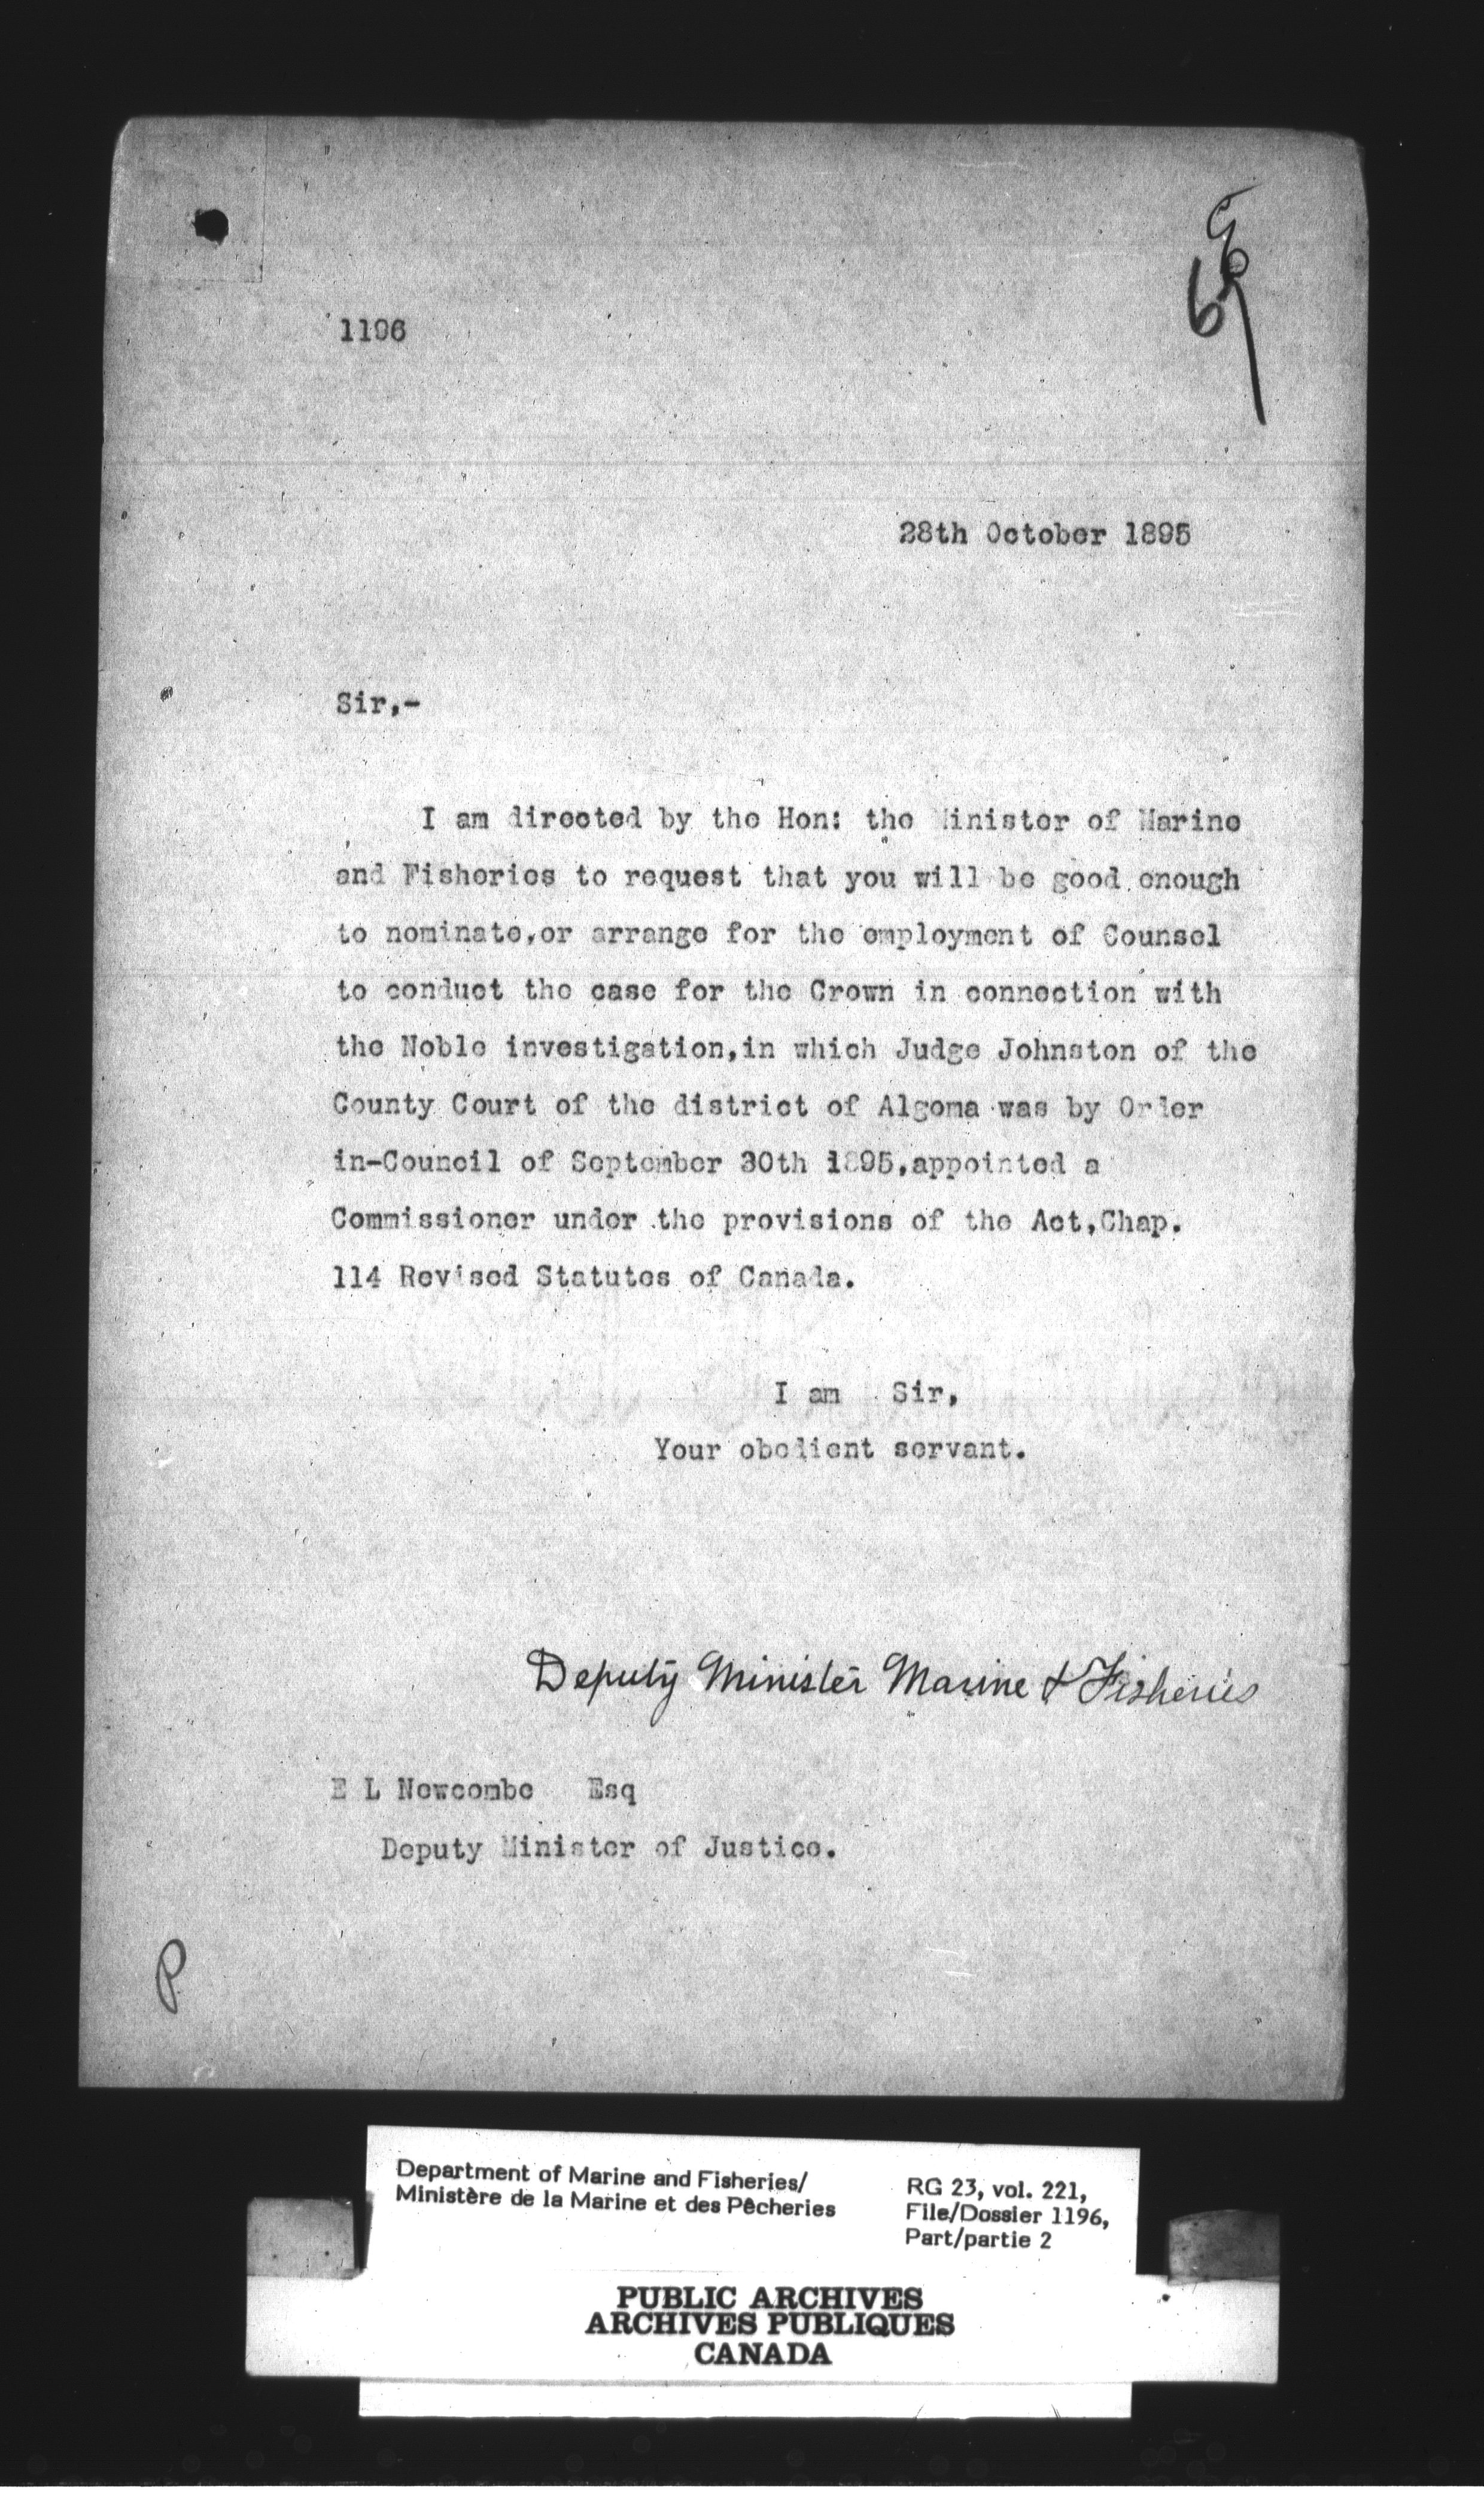 1196
28th October 1895
Sir,-
I am directed by the Hon: the Minister of Marine
and Fisheries to request that you will be good enough
to nominate,or arrange for the employment of Counsel
to conduct the case for the Crown in connection with
the Noble investigation,in which Judge Johnston of the
County Court of the district of Algoma was by Order
in-Council of September 30th 1895,appointed a
Commissioner under the provisions of the Act,Chap.
114 Revised Statutes of Canada.
I am Sir,
Your obedient servant.
Deputy Minister Marine & Fisheries
E L Newcombe Esq
Deputy Minister of Justice.
P
Department of Marine and Fisheries/
Ministère de la Marine et des Pêcheries
RG 23, vol. 221,
File/Dossier 1196,
Part/partie 2
PUBLIC ARCHIVES
ARCHIVES PUBLIQUES
CANADA